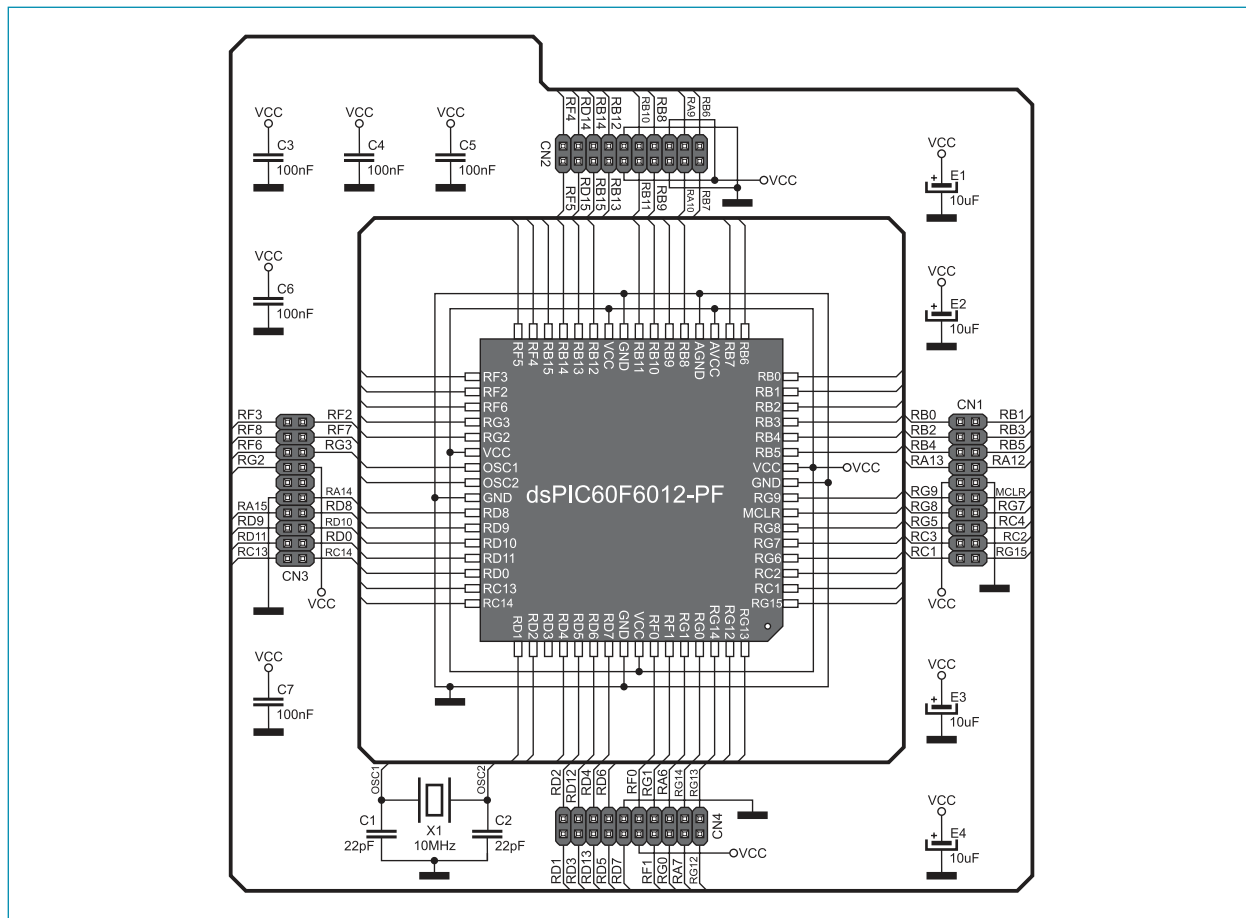 VCC
C3
100nF
VCC
C4
100nF
VCC
C5
100nF
RF4
RD14
RB14
RB12
RB10
RB8
RA9
RB6
CN2
VCC
RF5
RD15
RB15
RB13
RB11
RB9
RA10
RB7
VCC
E1
10uF
+
VCC
C6
100nF
VCC
E2
10uF
+
RF5
RF4
RB15
RB14
RB13
RB12
VCC
GND
RB11
RB10
RB9
RB8
AGND
AVCC
RB7
RB6
RF3
RF2
RF6
RG3
RG2
VCC
OSC1
OSC2
GND
RD8
RD9
RD10
RD11
RD0
RC13
RC14
dsPIC60F6012-PF
RB0
RB1
RB2
RB3
RB4
RB5
VCC
GND
RG9
MCLR
RG8
RG7
RG6
RC2
RC1
RG15
VCC
RD1
RD2
RD3
RD4
RD5
RD6
RD7
GND
VCC
RF0
RF1
RG1
RG0
RG14
RG12
RG13
RF3 RF2
RF8 RF7
RF6 RG3
RG2
RA14
RA15 RD8
RD9 RD10
RD11 RD0
RC13 RC14
CN3
VCC
CN1
RB0 RB1
RB2 RB3
RB4 RB5
RA13 RA12
RG9 MCLR
RG8 RG7
RG5 RC4
RC3 RC2
RC1 RG15
VCC
VCC
C7
100nF
VCC
E3
10uF
+
OSC1
OSC2
C1
22pF
X1
10MHz
C2
22pF
RD2
RD12
RD4
RD6
RF0
RG1
RA6
RG14
RG13
CN4
VCC
RD1
RD3
RD13
RD5
RD7
RF1
RG0
RA7
RG12
VCC
E4
10uF
+